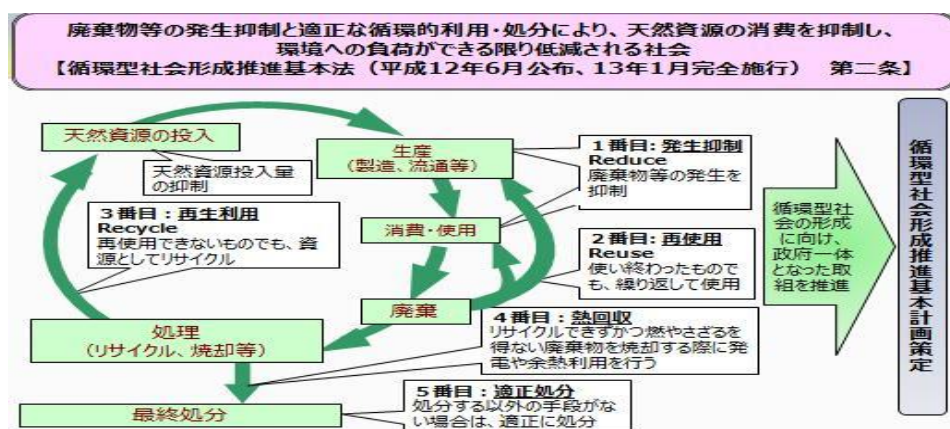 廃棄物等の発生抑制と適正な循環的利用・処分により、天然資源の消費を抑制し、
環境への負荷ができる限り低減される社会
【循環型社会形成推進基本法（平成12年6月公布、13年1月完全施行）　第二条】
天然資源の投入
天然資源投入量
の抑制
生産
(製造、流通等)
1番目：発生抑制
Reduce
廃棄物等の発生を
抑制
3番目：再生利用
Recycle
再使用できないものでも、資
源としてリサイクル
消費・使用
2番目：再使用
Reuse
使い終わったもので
も、繰り返して使用
廃棄
処理
(リサイクル、焼却等)
4番目：熱回収
リサイクルできずかつ燃やさざるを
得ない廃棄物を焼却する際に発
電や余熱利用を行う
最終処分
5番目：適正処分
処分する以外の手段がな
い場合は、適正に処分
循環型社
会の形成
に向け、
政府一体
となった取
組を推進
循環型社会形成推進基本計画策定